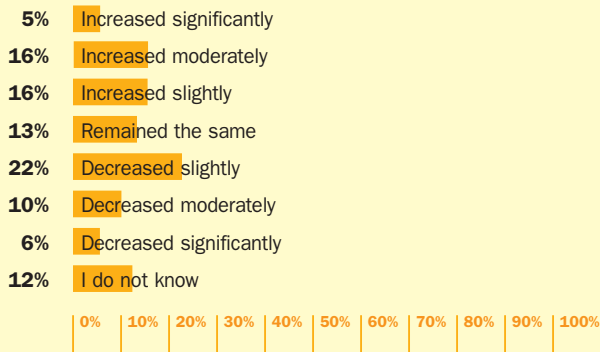 5% Increased significantly
16% Increased moderately
16% Increased slightly
13% Remained the same
22% Decreased slightly
10% Decreased moderately
6% Decreased significantly
12% I do not know
0% 10% 20% 30% 40% 50% 60% 70% 80% 90% 100%